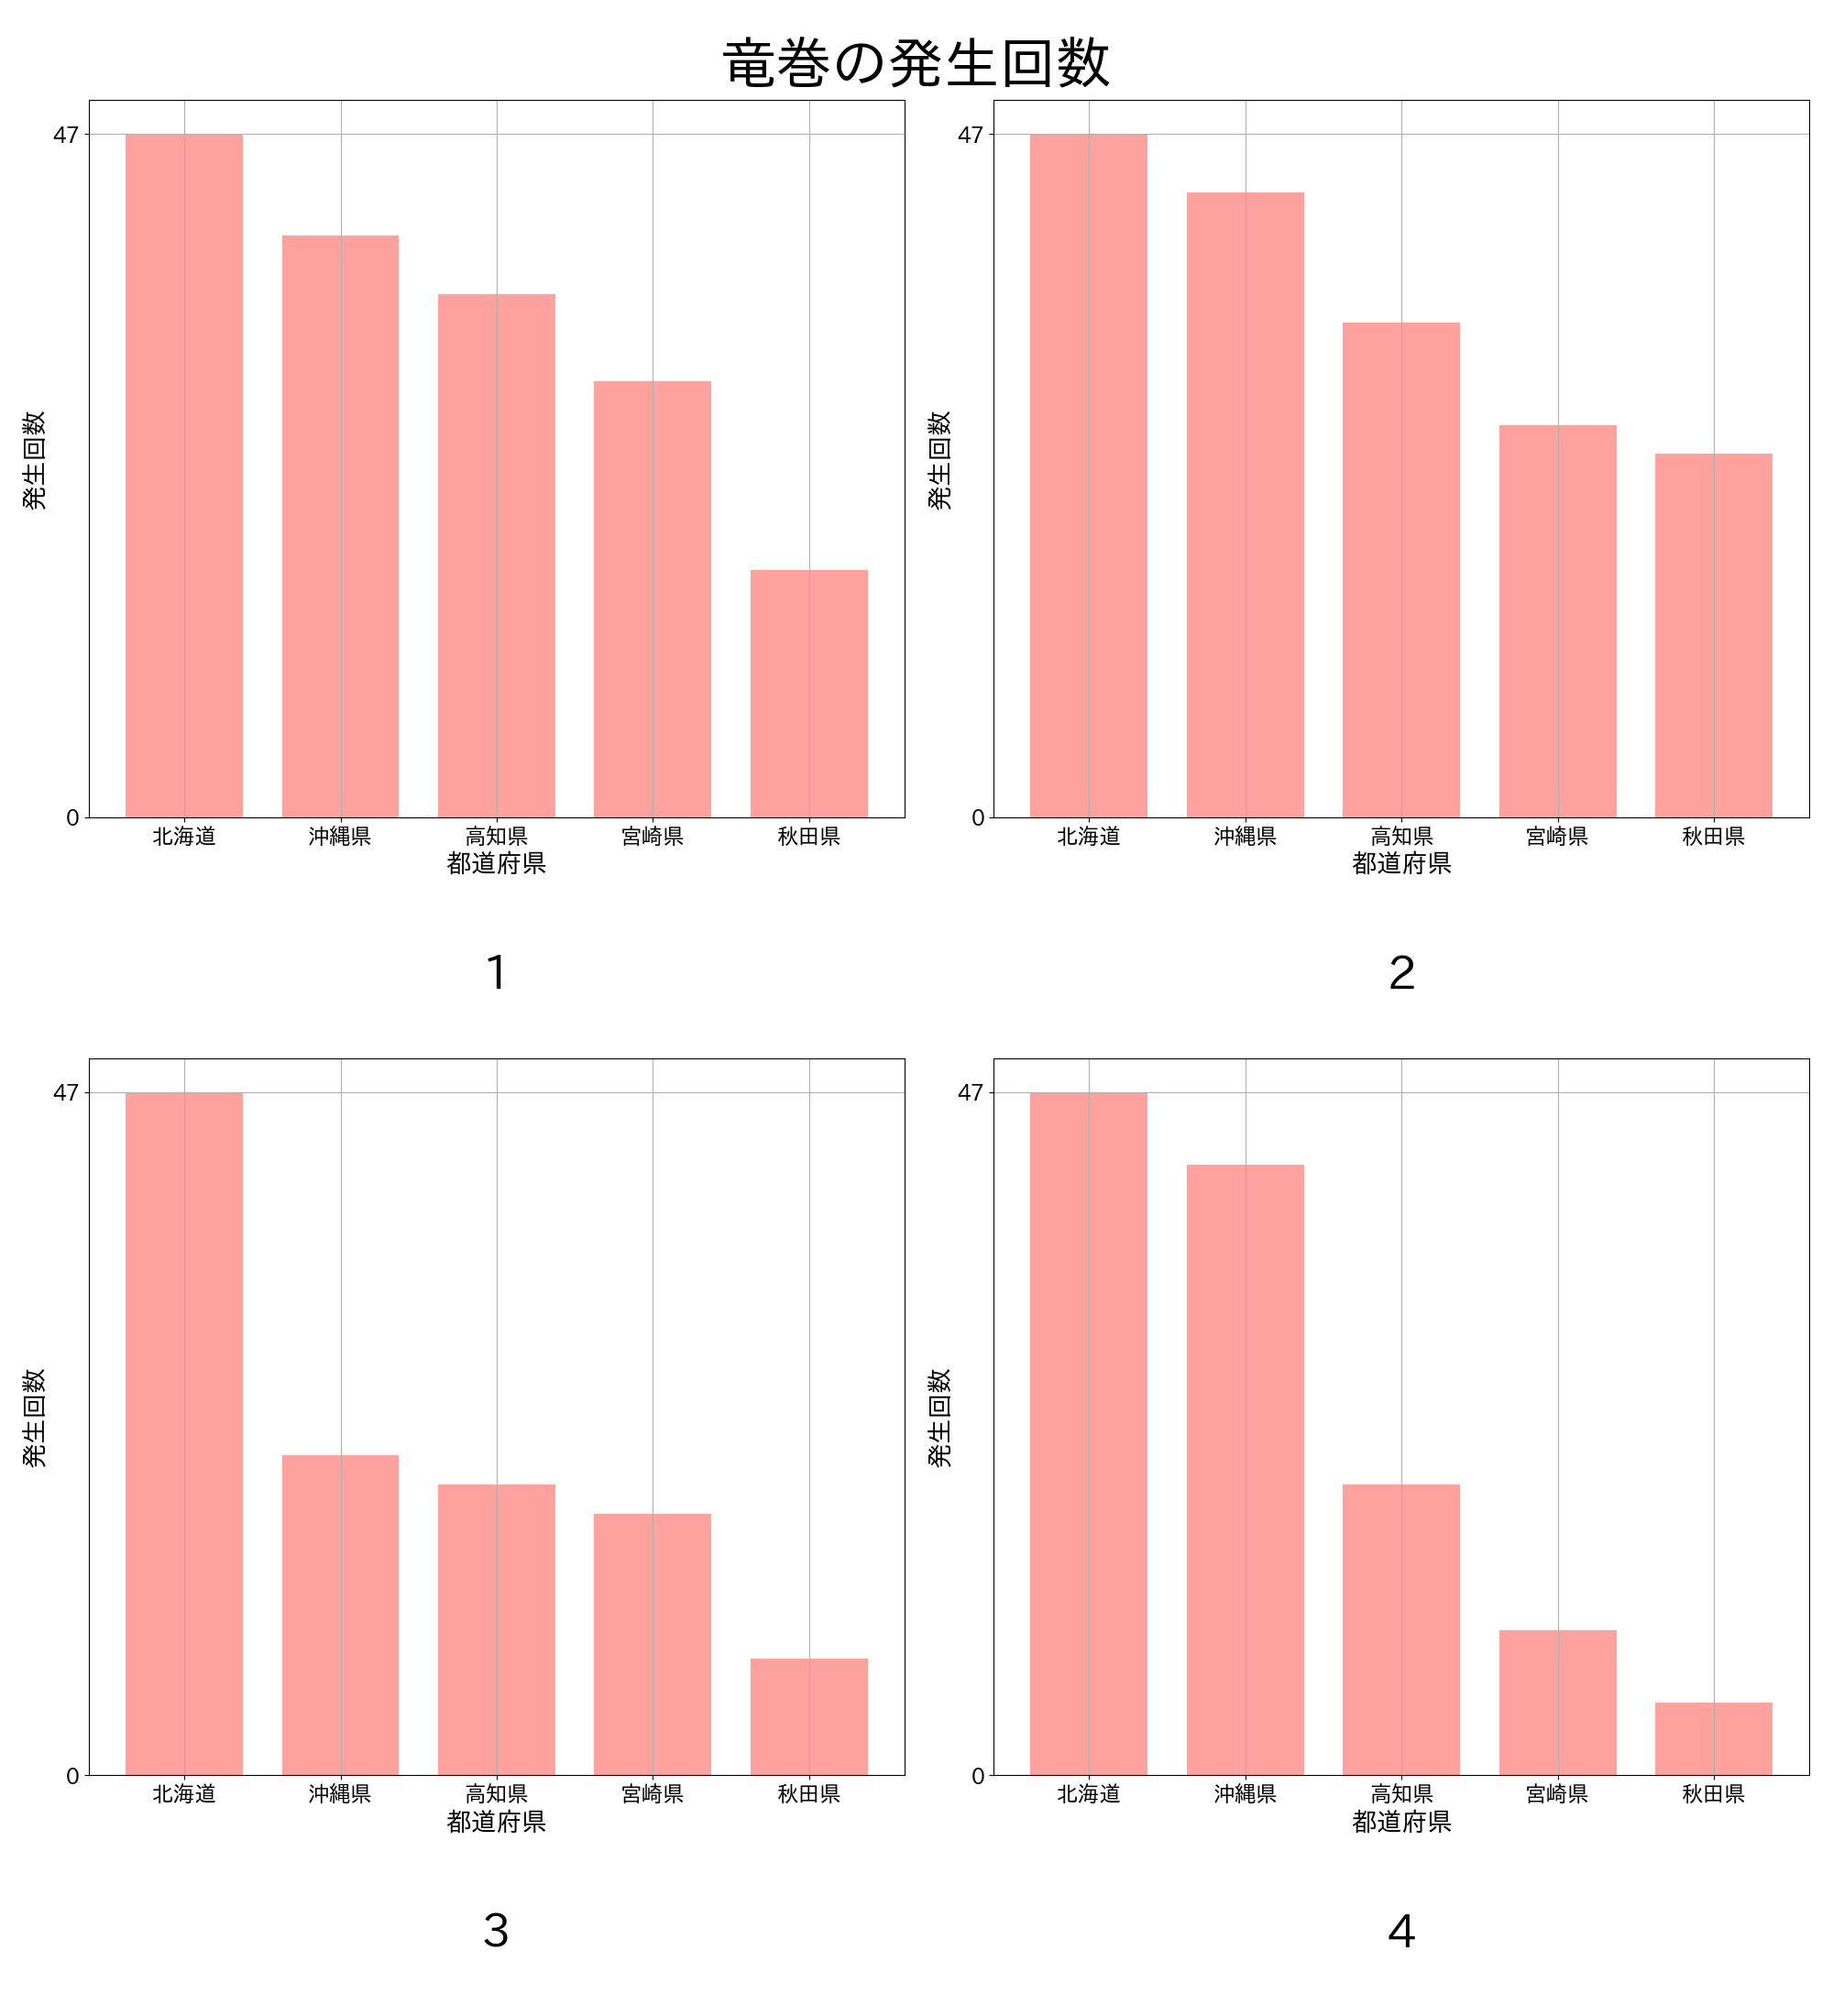 竜巻の発生回数
47
発生回数
0
北海道 沖縄県 高知県 宮崎県 秋田県
都道府県
1
47
発生回数
0
北海道 沖縄県 高知県 宮崎県 秋田県
都道府県
2
47
発生回数
0
北海道 沖縄県 高知県 宮崎県 秋田県
都道府県
3
47
発生回数
0
北海道 沖縄県 高知県 宮崎県 秋田県
都道府県
4